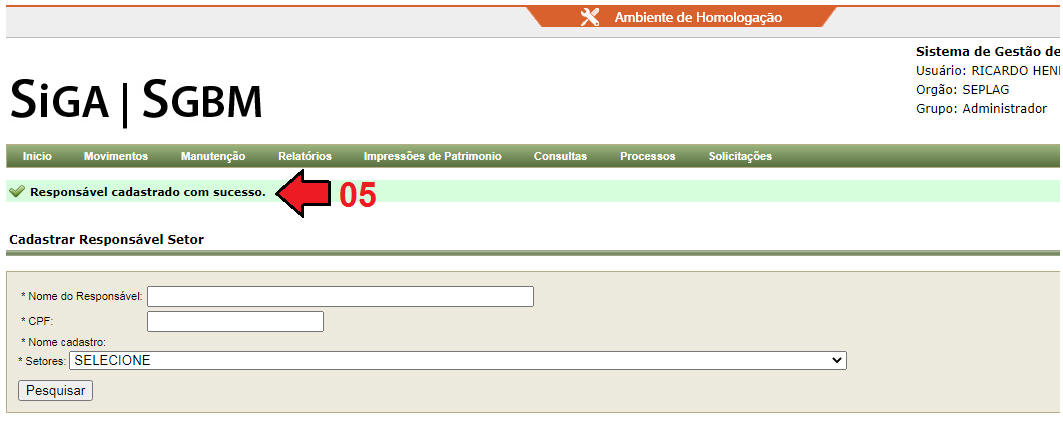 Ambiente de Homologação
Sistema de Gestão de
Usuário: RICARDO HEN
Orgão: SEPLAG
Grupo: Administrador
SiGA | SGBM
Inicio Movimentos Manutenção Relatórios Impressões de Patrimonio Consultas Processos Solicitações
Responsável cadastrado com sucesso. 05
Cadastrar Responsável Setor
* Nome do Responsável:
* CPF:
* Nome cadastro:
* Setores: SELECIONE
Pesquisar